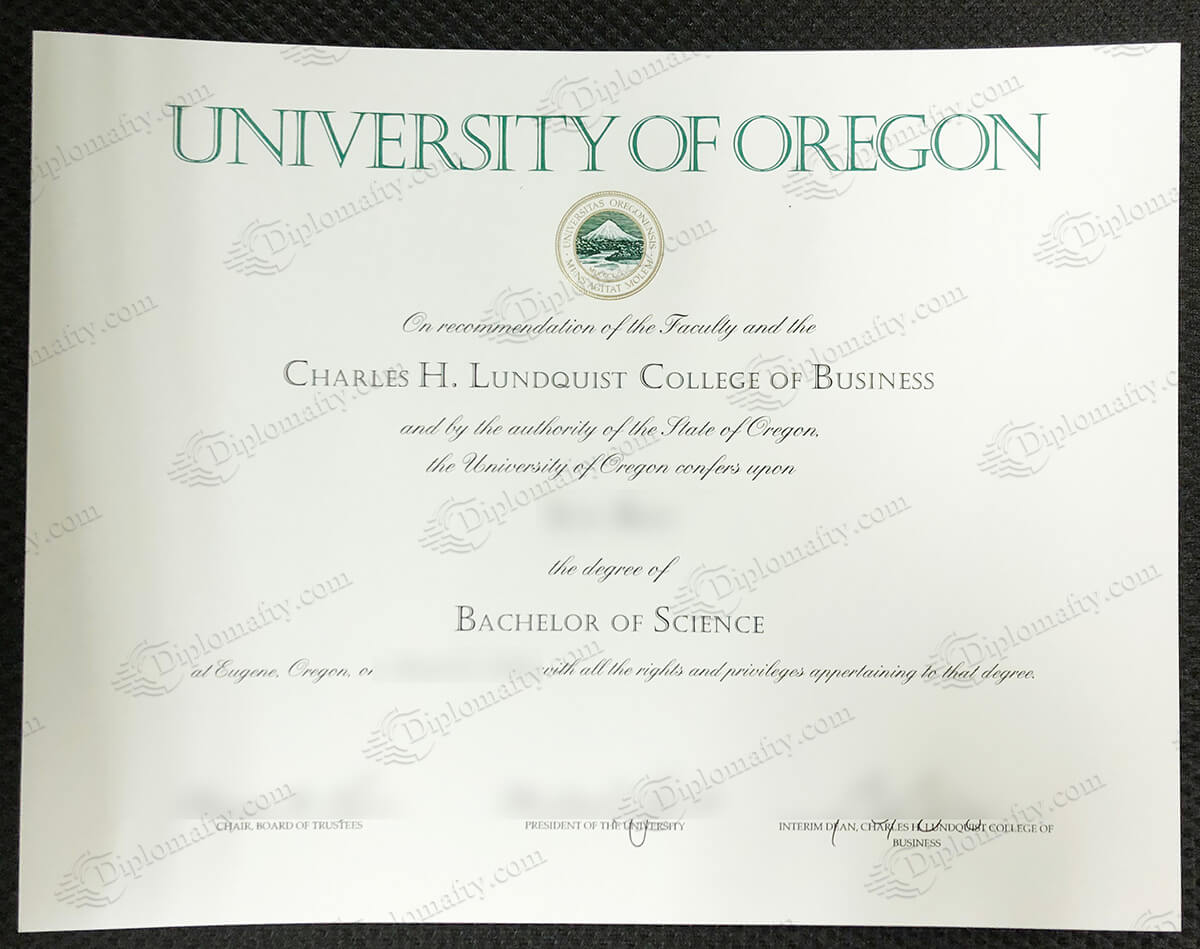 UNIVERSITY OF OREGON
UNIVERSITAS OREGONENSIS
MENS AGITAT MOLEM
On recommendation of the Faculty and the
CHARLES H. LUNDQUIST COLLEGE OF BUSINESS
and by the authority of the State of Oregon,
the University of Oregon confers upon
the degree of
BACHELOR OF SCIENCE
at Eugene, Oregon, on with all the rights and privileges appertaining to that degree.
CHAIR, BOARD OF TRUSTEES
PRESIDENT OF THE UNIVERSITY
INTERIM DEAN, CHARLES H. LUNDQUIST COLLEGE OF
BUSINESS
Diplomafty.com